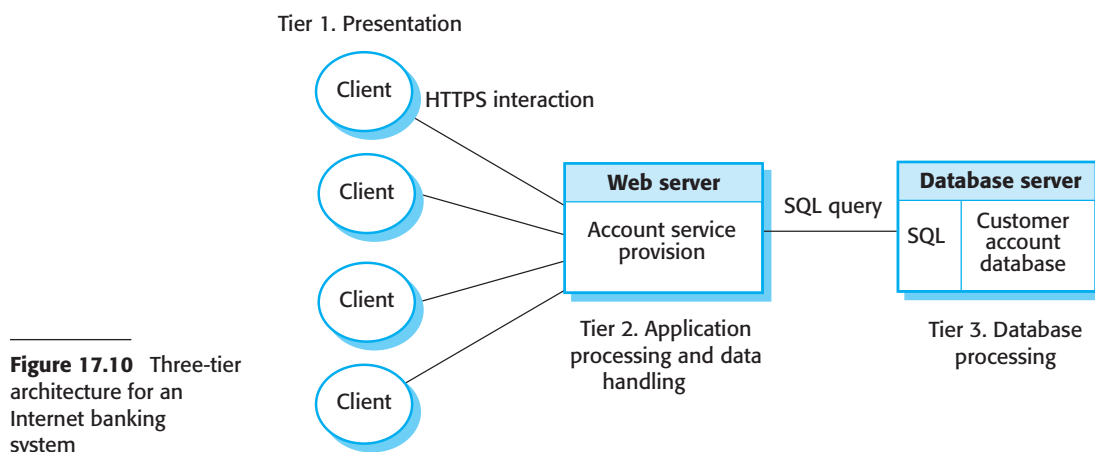 Tier 1. Presentation
Client
HTTPS interaction
Client
Client
Client
Web server
Account service
provision
Tier 2. Application
processing and data
handling
SQL query
Database server
SQL
Customer
account
database
Tier 3. Database
processing
Figure 17.10 Three-tier
architecture for an
Internet banking
system